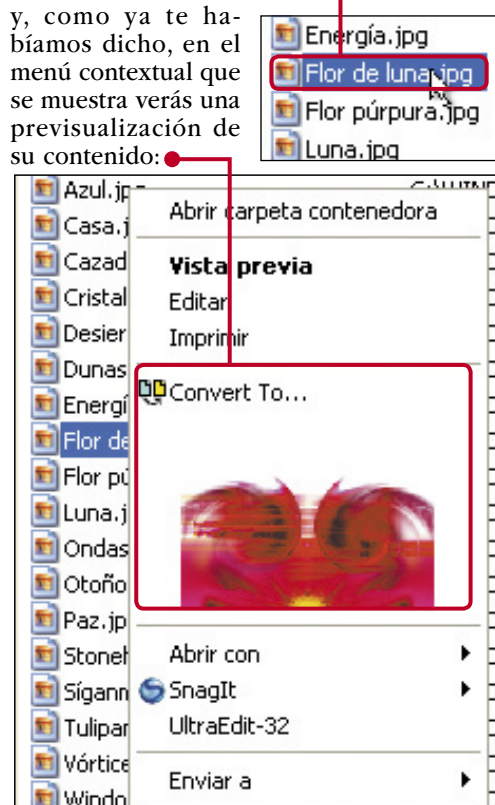 y, como ya te ha-
bíamos dicho, en el
menú contextual que
se muestra verás una
previsualización de
su contenido:
Energía.jpg
Flor de luna.jpg
Flor púrpura.jpg
Luna.jpg
Azul.jp
Casa.j
Cazad
Cristal
Desier
Dunas
Energí
Flor de
Flor pú
Luna.j
Ondas
Otoño
Paz.jp
Stoneh
Sígann
Tulipar
Vórtice
Windo
Abrir carpeta contenedora
Vista previa
Editar
Imprimir
Convert To...
Abrir con
SnagIt
UltraEdit-32
Enviar a